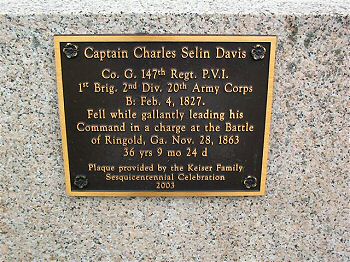 Captain Charles Selin Davis
Co. G. 147th Regt. P.V.I.
1st Brig. 2nd Div. 20th Army Corps
B: Feb. 4, 1827.
Fell while gallantly leading his
Command in a charge at the Battle
of Ringold, Ga. Nov. 28, 1863
36 yrs 9 mo 24 d
Plaque provided by the Keiser Family
Sesquicentennial Celebration
2003